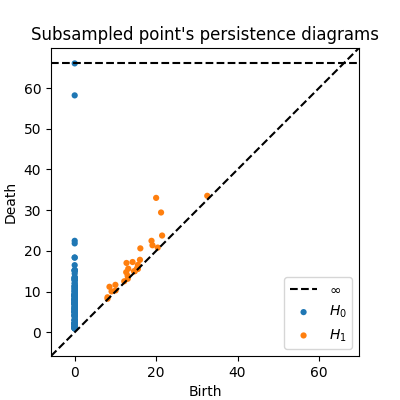 Subsampled point's persistence diagrams
Death
60
50
40
30
20
10
0
∞
H₀
H₁
0 20 40 60
Birth